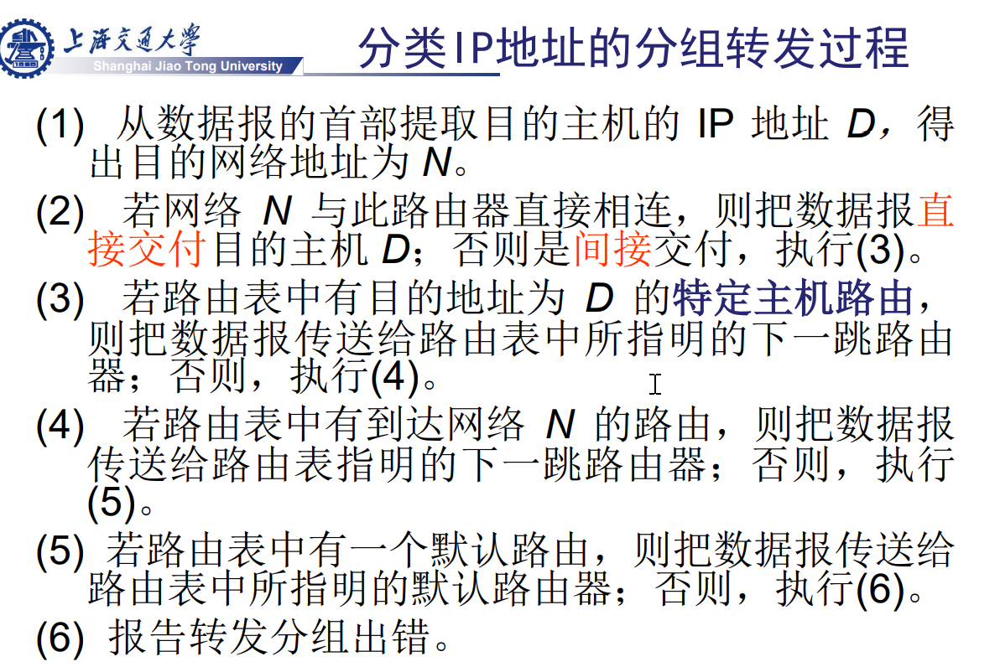 上海交通大学
Shanghai Jiao Tong University
分类IP地址的分组转发过程
(1) 从数据报的首部提取目的主机的 IP 地址 D，得
出目的网络地址为 N。
(2) 若网络 N 与此路由器直接相连，则把数据报直
接交付目的主机 D；否则是间接交付，执行(3)。
(3) 若路由表中有目的地址为 D 的特定主机路由，
则把数据报传送给路由表中所指明的下一跳路由
器；否则，执行(4)。
(4) 若路由表中有到达网络 N 的路由，则把数据报
传送给路由表指明的下一跳路由器；否则，执行
(5)。
(5) 若路由表中有一个默认路由，则把数据报传送给
路由表中所指明的默认路由器；否则，执行(6)。
(6) 报告转发分组出错。